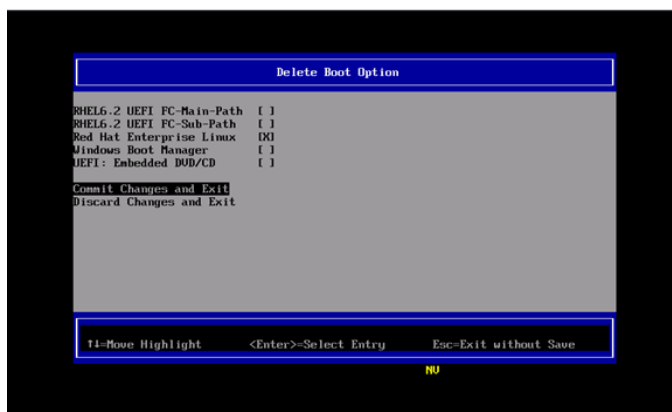 Delete Boot Option
RHEL6.2 UEFI FC-Main-Path [ ]
RHEL6.2 UEFI FC-Sub-Path [ ]
Red Hat Enterprise Linux [X]
Windows Boot Manager [ ]
UEFI: Embedded DVD/CD [ ]
Commit Changes and Exit
Discard Changes and Exit
↑↓=Move Highlight <Enter>=Select Entry Esc=Exit without Save
NV